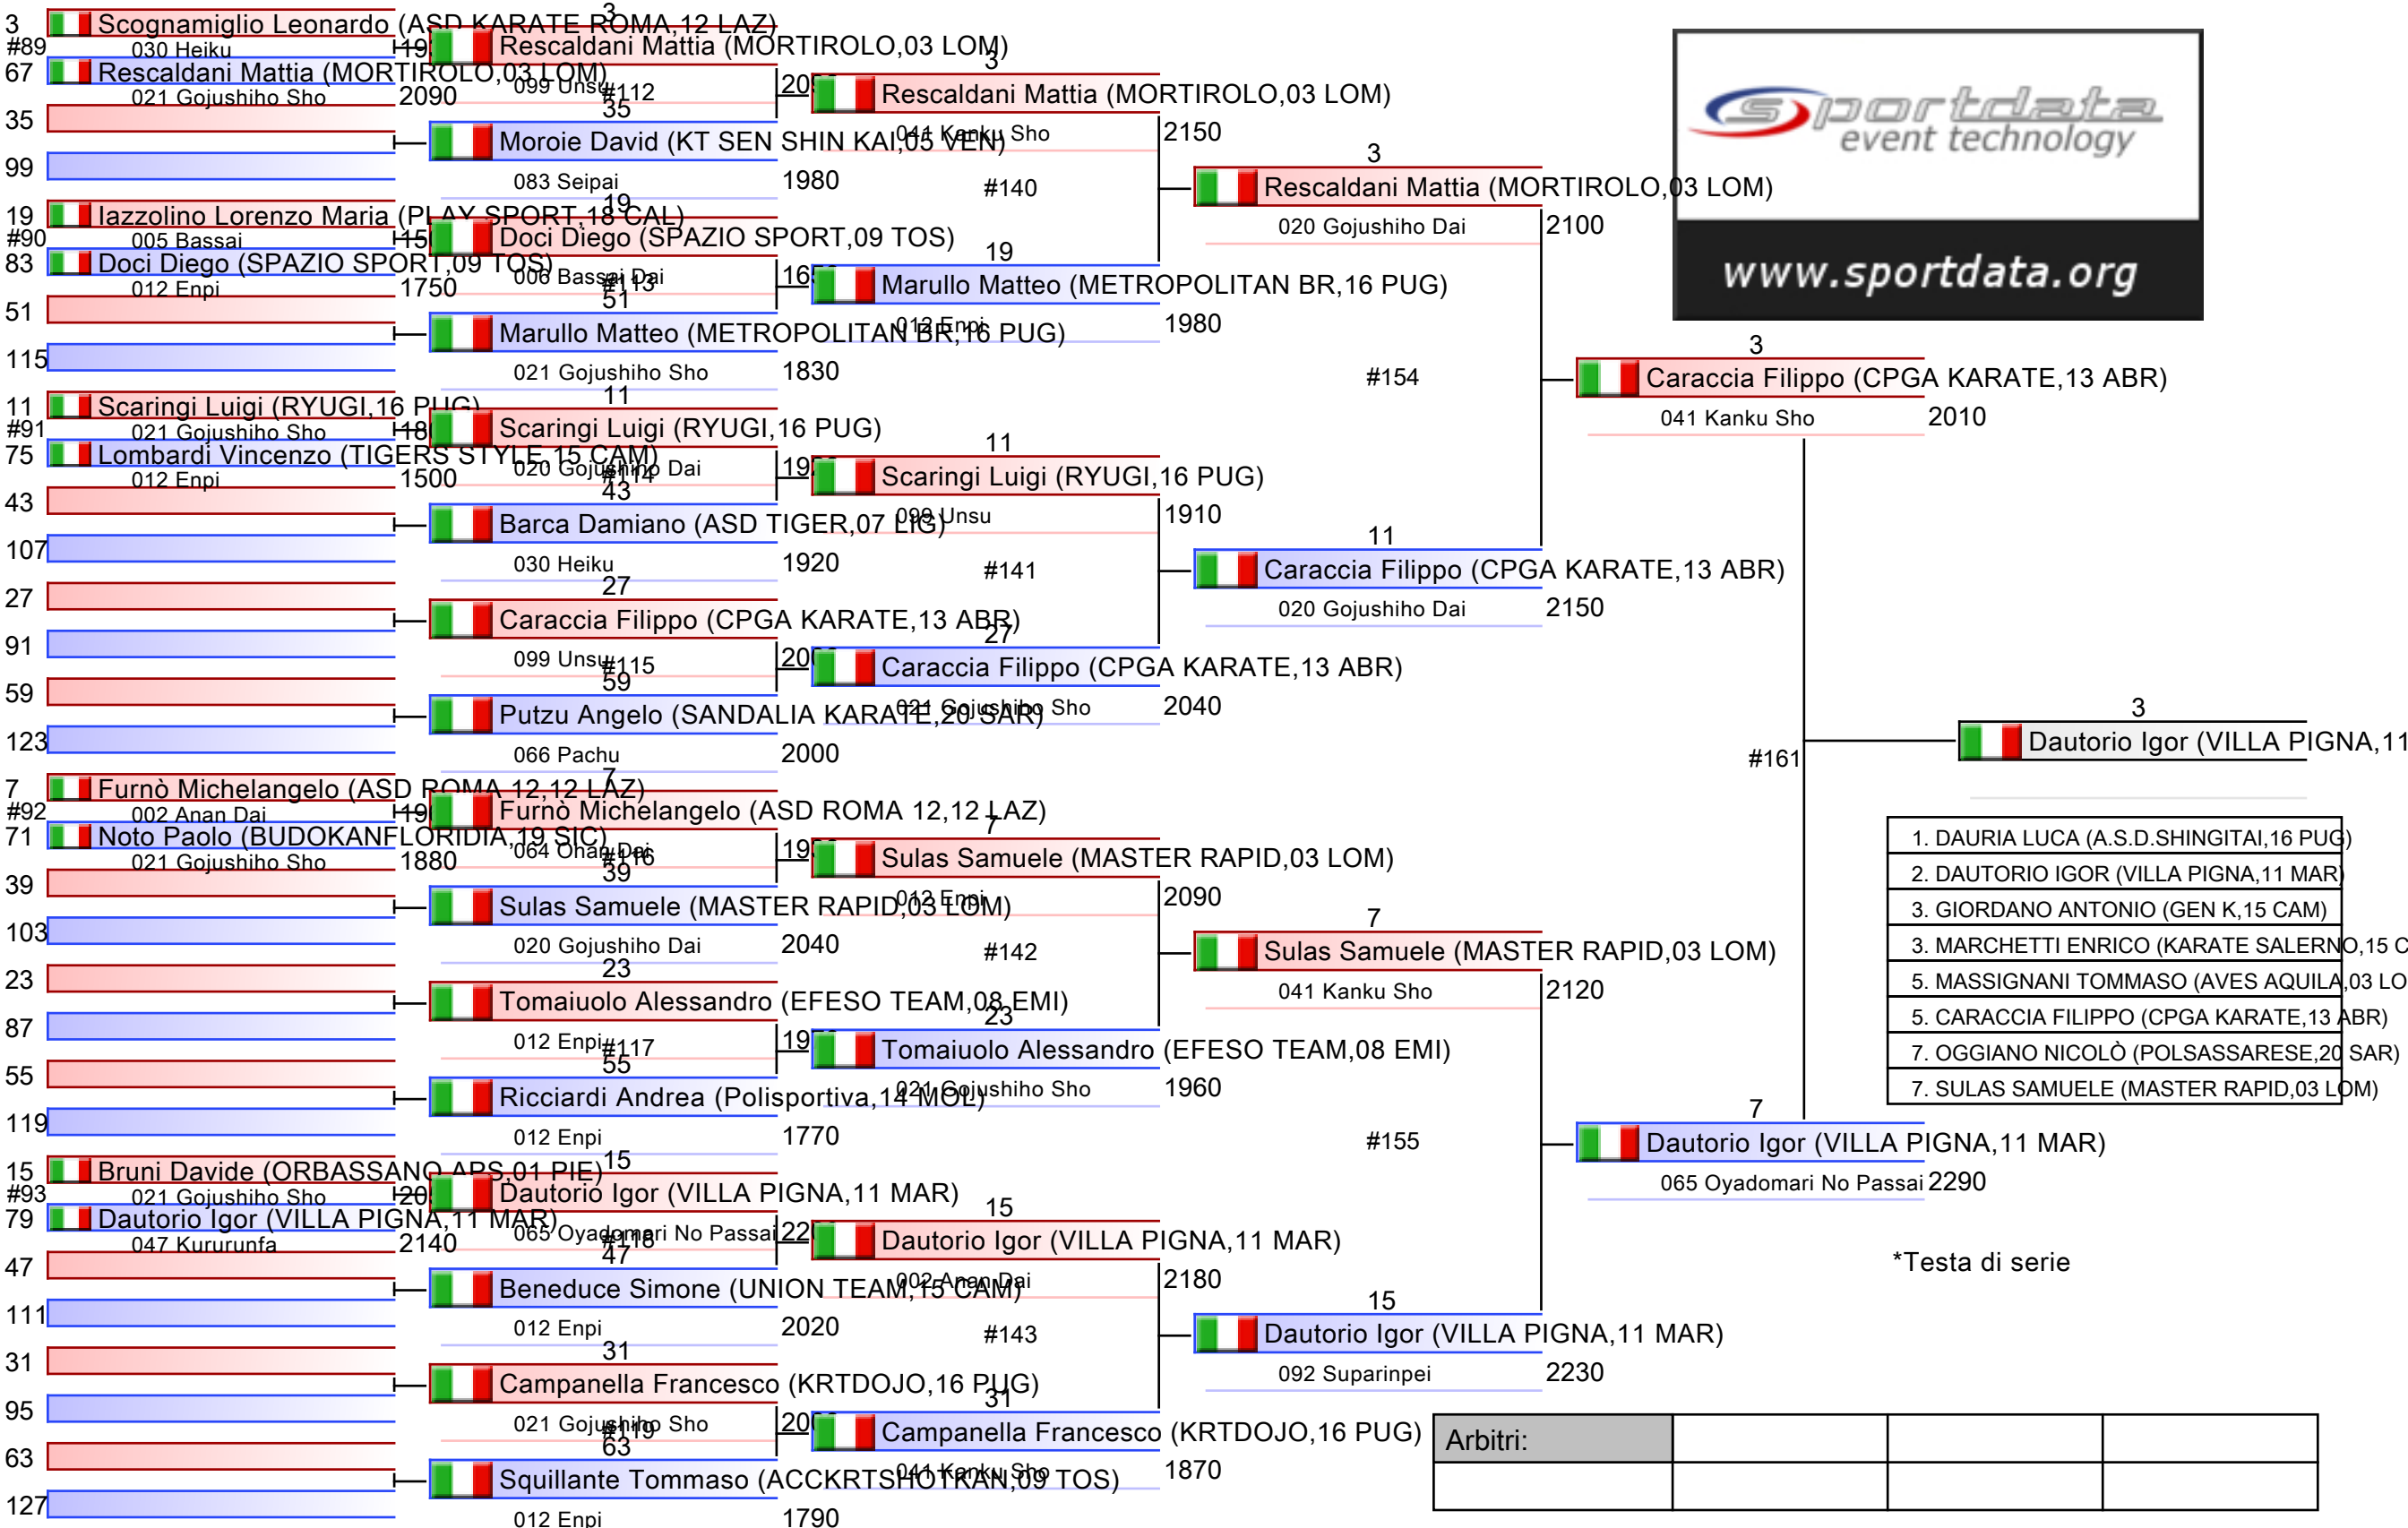 3
Scognamiglio Leonardo (ASD KARATE ROMA,12 LAZ)
#89
030 Heiku
67
Rescaldani Mattia (MORTIROLO,03 LOM)
021 Gojushiho Sho 2090
35
99
19
Iazzolino Lorenzo Maria (PLAY SPORT,18 CAL)
#90
005 Bassai
83
Doci Diego (SPAZIO SPORT,09 TOS)
012 Enpi 1750
51
115
11
Scaringi Luigi (RYUGI,16 PUG)
#91
021 Gojushiho Sho
75
Lombardi Vincenzo (TIGERS STYLE,15 CAM)
012 Enpi 1500
43
107
27
91
59
123
7
Furnò Michelangelo (ASD ROMA 12,12 LAZ)
#92
002 Anan Dai
71
Noto Paolo (BUDOKANFLORIDIA,19 SIC)
021 Gojushiho Sho 1880
39
103
23
87
55
119
15
Bruni Davide (ORBASSANO APS,01 PIE)
#93
021 Gojushiho Sho
79
Dautorio Igor (VILLA PIGNA,11 MAR)
047 Kururunfa 2140
47
111
31
95
63
127
3
Rescaldani Mattia (MORTIROLO,03 LOM)
099 Unsu
#112
35
Moroie David (KT SEN SHIN KAI,05 VEN)
083 Seipai 1980
19
Doci Diego (SPAZIO SPORT,09 TOS)
006 Bassai Dai
#113
51
Marullo Matteo (METROPOLITAN BR,16 PUG)
021 Gojushiho Sho 1830
11
Scaringi Luigi (RYUGI,16 PUG)
020 Gojushiho Dai
#114
43
Barca Damiano (ASD TIGER,07 LIG)
030 Heiku 1920
27
Caraccia Filippo (CPGA KARATE,13 ABR)
099 Unsu
#115
59
Putzu Angelo (SANDALIA KARATE,20 SAR)
066 Pachu 2000
7
Furnò Michelangelo (ASD ROMA 12,12 LAZ)
064 Ohan Dai
#116
39
Sulas Samuele (MASTER RAPID,03 LOM)
020 Gojushiho Dai 2040
23
Tomaiuolo Alessandro (EFESO TEAM,08 EMI)
012 Enpi
#117
55
Ricciardi Andrea (Polisportiva,14 MOL)
012 Enpi 1770
15
Dautorio Igor (VILLA PIGNA,11 MAR)
065 Oyadomari No Passai
#118
47
Beneduce Simone (UNION TEAM,15 CAM)
012 Enpi 2020
31
Campanella Francesco (KRTDOJO,16 PUG)
021 Gojushiho Sho
#119
63
Squillante Tommaso (ACCKRTSHOTKAN,09 TOS)
012 Enpi 1790
3
Rescaldani Mattia (MORTIROLO,03 LOM)
041 Kanku Sho 2150
#140
19
Marullo Matteo (METROPOLITAN BR,16 PUG)
012 Enpi 1980
11
Scaringi Luigi (RYUGI,16 PUG)
099 Unsu 1910
#141
27
Caraccia Filippo (CPGA KARATE,13 ABR)
021 Gojushiho Sho 2040
7
Sulas Samuele (MASTER RAPID,03 LOM)
012 Enpi 2090
#142
23
Tomaiuolo Alessandro (EFESO TEAM,08 EMI)
021 Gojushiho Sho 1960
15
Dautorio Igor (VILLA PIGNA,11 MAR)
002 Anan Dai 2180
#143
31
Campanella Francesco (KRTDOJO,16 PUG)
041 Kanku Sho 1870
3
Rescaldani Mattia (MORTIROLO,03 LOM)
020 Gojushiho Dai 2100
#154
11
Caraccia Filippo (CPGA KARATE,13 ABR)
020 Gojushiho Dai 2150
7
Sulas Samuele (MASTER RAPID,03 LOM)
041 Kanku Sho 2120
#155
15
Dautorio Igor (VILLA PIGNA,11 MAR)
092 Suparinpei 2230
sportdata
event technology
www.sportdata.org
3
Caraccia Filippo (CPGA KARATE,13 ABR)
041 Kanku Sho 2010
#161
7
Dautorio Igor (VILLA PIGNA,11 MAR)
065 Oyadomari No Passai 2290
3
Dautorio Igor (VILLA PIGNA,11
1. DAURIA LUCA (A.S.D.SHINGITAI,16 PUG)
2. DAUTORIO IGOR (VILLA PIGNA,11 MAR)
3. GIORDANO ANTONIO (GEN K,15 CAM)
3. MARCHETTI ENRICO (KARATE SALERNO,15 C
5. MASSIGNANI TOMMASO (AVES AQUILA,03 LO
5. CARACCIA FILIPPO (CPGA KARATE,13 ABR)
7. OGGIANO NICOLÒ (POLSASSARESE,20 SAR)
7. SULAS SAMUELE (MASTER RAPID,03 LOM)
*Testa di serie
Arbitri: